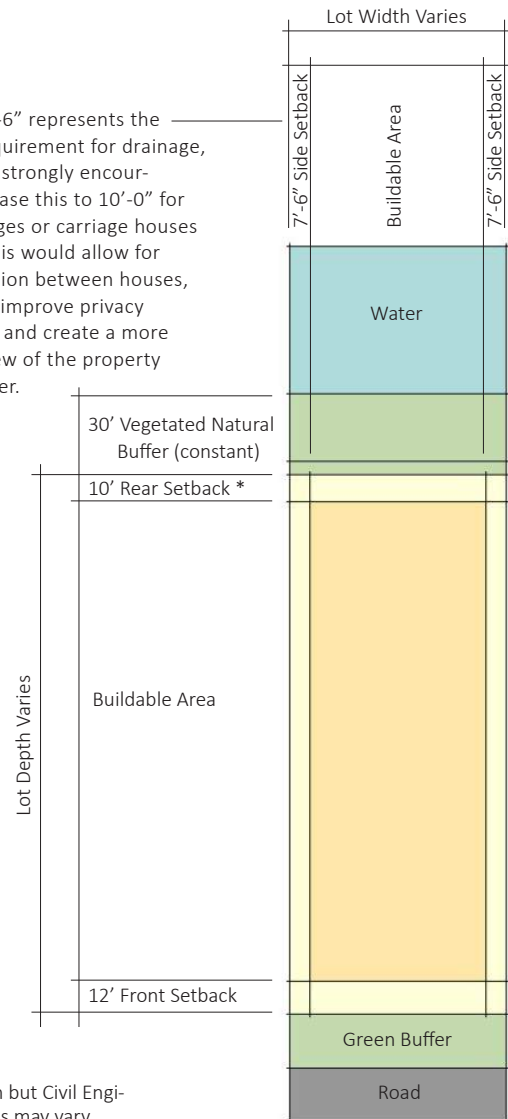 Lot Width Varies
-6” represents the
quirement for drainage,
strongly encour-
ase this to 10’-0” for
ges or carriage houses
is would allow for
ion between houses,
improve privacy
and create a more
ew of the property
er.
7’-6” Side Setback
Buildable Area
7’-6” Side Setback
Water
30’ Vegetated Natural
Buffer (constant)
10’ Rear Setback *
Buildable Area
Lot Depth Varies
12’ Front Setback
Green Buffer
Road
n but Civil Engi-
s may vary